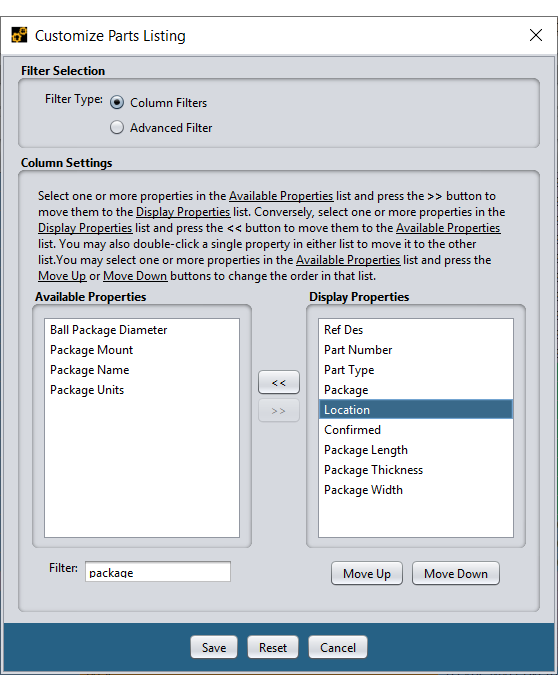 Customize Parts Listing
Filter Selection
Filter Type: Column Filters
Advanced Filter
Column Settings
Select one or more properties in the Available Properties list and press the >> button to
move them to the Display Properties list. Conversely, select one or more properties in the
Display Properties list and press the << button to move them to the Available Properties
list. You may also double-click a single property in either list to move it to the other
list.You may select one or more properties in the Available Properties list and press the
Move Up or Move Down buttons to change the order in that list.
Available Properties
Ball Package Diameter
Package Mount
Package Name
Package Units
<<
>>
Display Properties
Ref Des
Part Number
Part Type
Package
Location
Confirmed
Package Length
Package Thickness
Package Width
Filter: package
Move Up Move Down
Save Reset Cancel